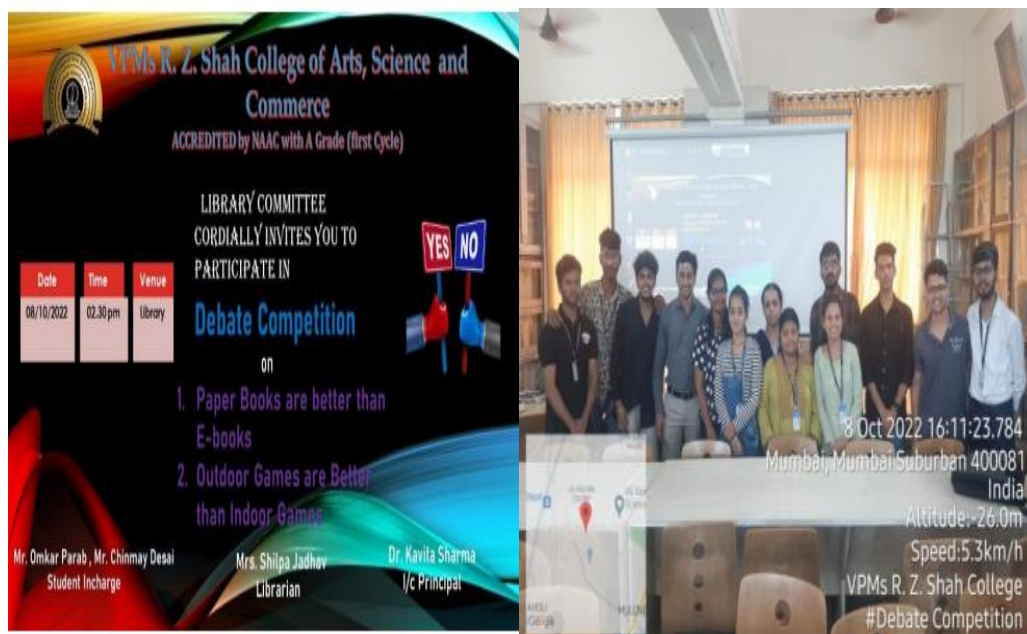 VPMs R. Z. Shah College of Arts, Science and
Commerce
ACCREDITED by NAAC with A Grade (first Cycle)
LIBRARY COMMITTEE
CORDIALLY INVITES YOU TO
PARTICIPATE IN
Debate Competition
on
1. Paper Books are better than
E-books
2. Outdoor Games are Better
than Indoor Games
Date Time Venue
08/10/2022 02.30 pm Library
YES NO
Mr. Omkar Parab , Mr. Chinmay Desai
Student Incharge
Mrs. Shilpa Jadhav
Librarian
Dr. Kavita Sharma
I/c Principal
8 Oct 2022 16:11:23.784
Mumbai, Mumbai Suburban 400081
India
Altitude:-26.0m
Speed:5.3km/h
VPMs R. Z. Shah College
#Debate Competition
Google